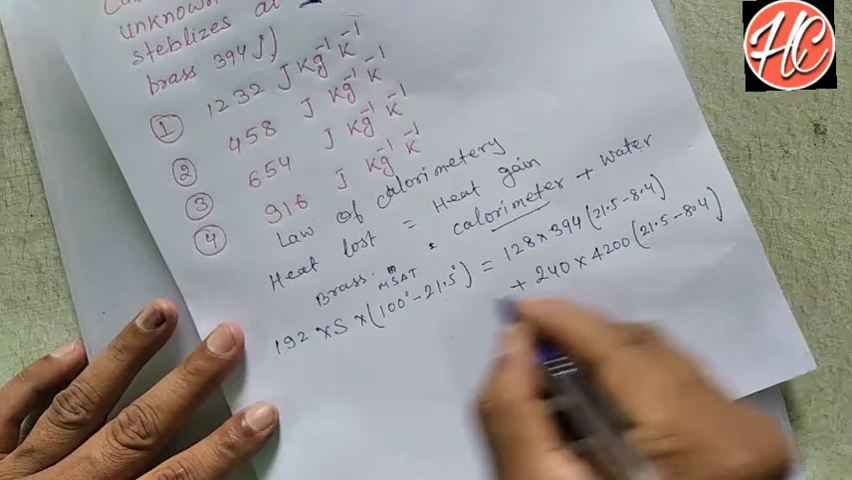 unknown
steblizes at
brass 394 J)
① 1232 J kg⁻¹ K⁻¹
② 458 J kg⁻¹ K⁻¹
③ 654 J kg⁻¹ K⁻¹
④ 916 J kg⁻¹ K⁻¹
Law of calorimetery
Heat lost = Heat gain
Brass. = calorimeter + water
MSΔT
192 × S × (100° - 21.5°) = 128 × 394 (21.5 - 8.4)
+ 240 × 4200 (21.5 - 8.4)
HC